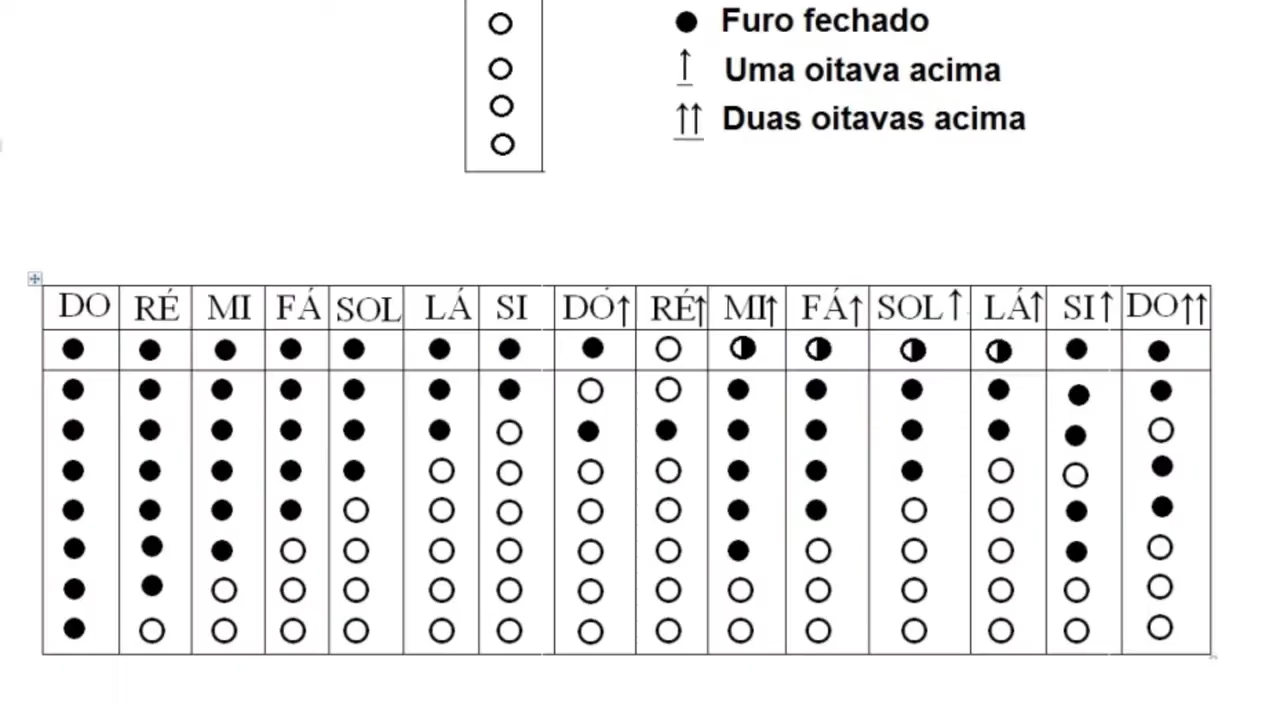 Furo fechado
↑ Uma oitava acima
↑↑ Duas oitavas acima
DO RÉ MI FÁ SOL LÁ SI DÓ↑ RÉ↑ MI↑ FÁ↑ SOL↑ LÁ↑ SI↑ DO↑↑